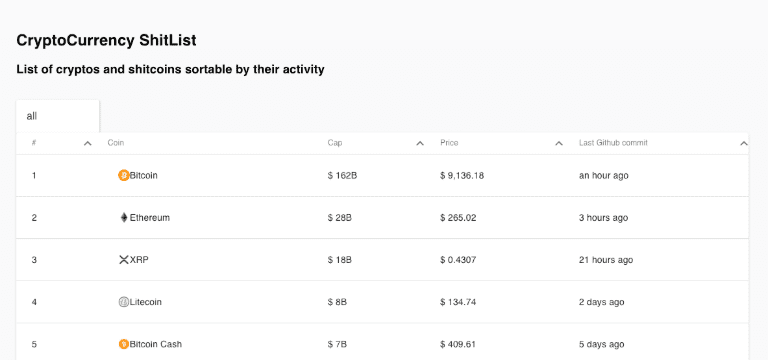 CryptoCurrency ShitList
List of cryptos and shitcoins sortable by their activity
all
# Coin Cap Price Last Github commit
1 Bitcoin $ 162B $ 9,136.18 an hour ago
2 Ethereum $ 28B $ 265.02 3 hours ago
3 XRP $ 18B $ 0.4307 21 hours ago
4 Litecoin $ 8B $ 134.74 2 days ago
5 Bitcoin Cash $ 7B $ 409.61 5 days ago